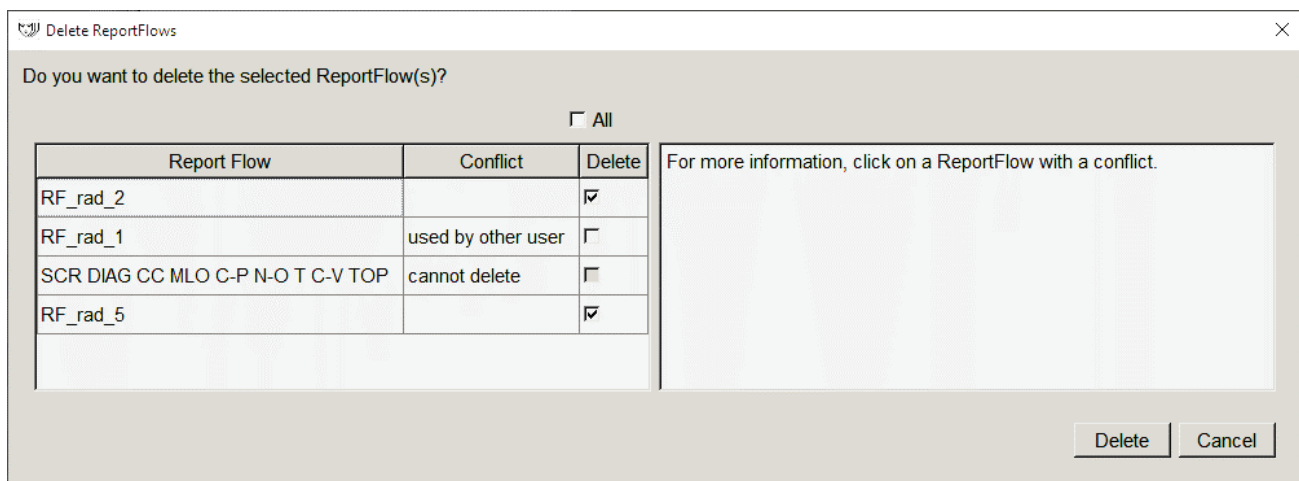 Delete ReportFlows
Do you want to delete the selected ReportFlow(s)?
All
Report Flow Conflict Delete
For more information, click on a ReportFlow with a conflict.
RF_rad_2
RF_rad_1 used by other user
SCR DIAG CC MLO C-P N-O T C-V TOP cannot delete
RF_rad_5
Delete Cancel